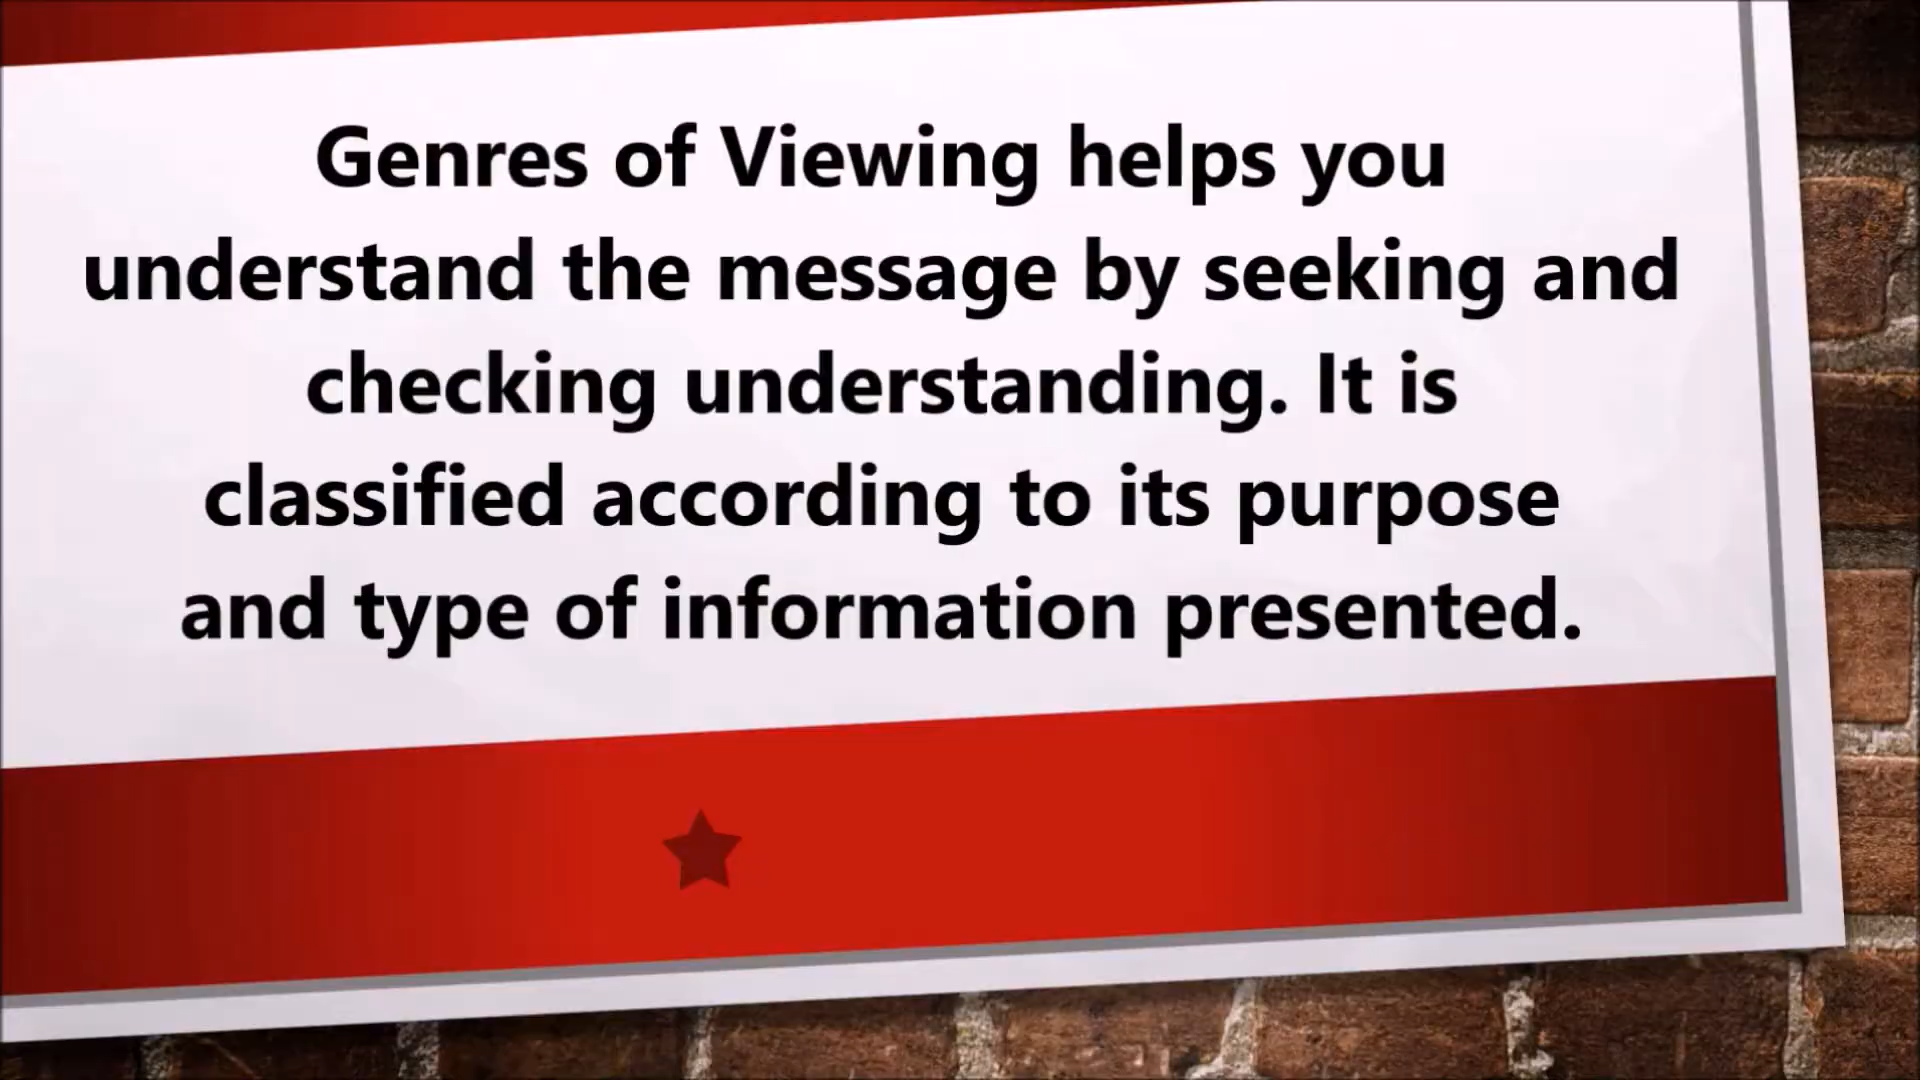 Genres of Viewing helps you
understand the message by seeking and
checking understanding. It is
classified according to its purpose
and type of information presented.